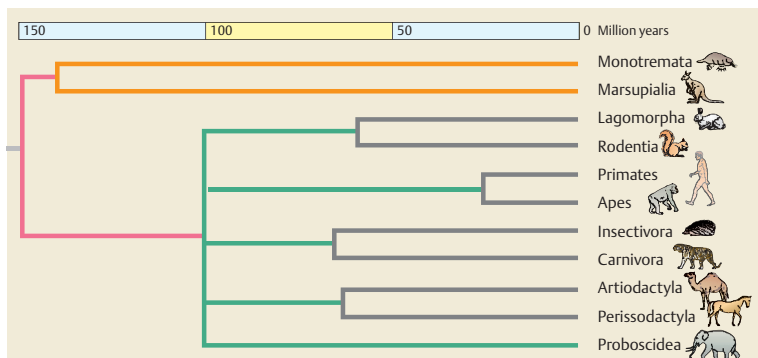 150 100 50 0 Million years
Monotremata
Marsupialia
Lagomorpha
Rodentia
Primates
Apes
Insectivora
Carnivora
Artiodactyla
Perissodactyla
Proboscidea